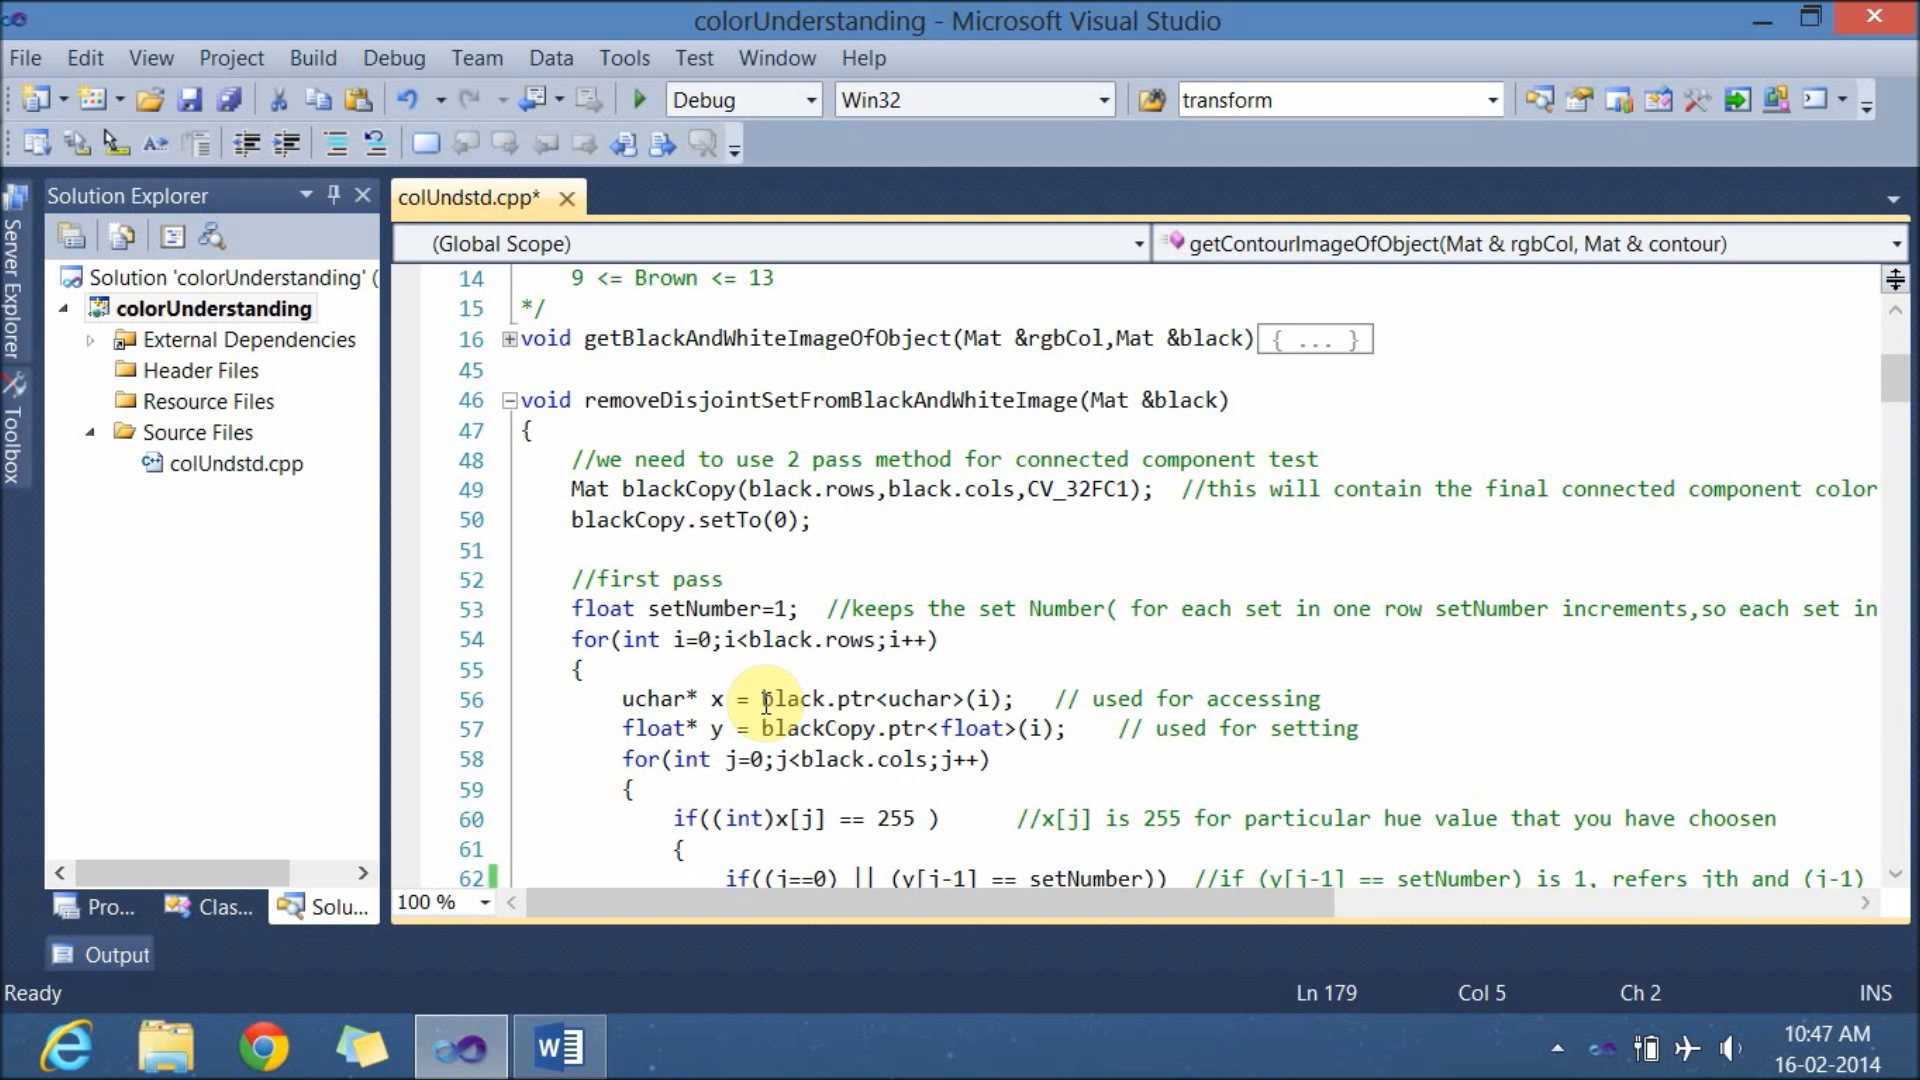 colorUnderstanding - Microsoft Visual Studio
File Edit View Project Build Debug Team Data Tools Test Window Help
Debug Win32 transform
Server Explorer
Toolbox
Solution Explorer
Solution 'colorUnderstanding' (
colorUnderstanding
External Dependencies
Header Files
Resource Files
Source Files
colUndstd.cpp
Pro... Clas... Solu...
colUndstd.cpp*
(Global Scope) getContourImageOfObject(Mat & rgbCol, Mat & contour)
14 9 <= Brown <= 13
15 */
16 void getBlackAndWhiteImageOfObject(Mat &rgbCol,Mat &black) { ... }
45
46 void removeDisjointSetFromBlackAndWhiteImage(Mat &black)
47 {
48 //we need to use 2 pass method for connected component test
49 Mat blackCopy(black.rows,black.cols,CV_32FC1); //this will contain the final connected component color
50 blackCopy.setTo(0);
51
52 //first pass
53 float setNumber=1; //keeps the set Number( for each set in one row setNumber increments,so each set in
54 for(int i=0;i<black.rows;i++)
55 {
56 uchar* x = black.ptr<uchar>(i); // used for accessing
57 float* y = blackCopy.ptr<float>(i); // used for setting
58 for(int j=0;j<black.cols;j++)
59 {
60 if((int)x[j] == 255 ) //x[j] is 255 for particular hue value that you have choosen
61 {
62 if((j==0) || (y[j-1] == setNumber)) //if (y[j-1] == setNumber) is 1, refers jth and (j-1)
100 %
Output
Ready Ln 179 Col 5 Ch 2 INS
10:47 AM
16-02-2014